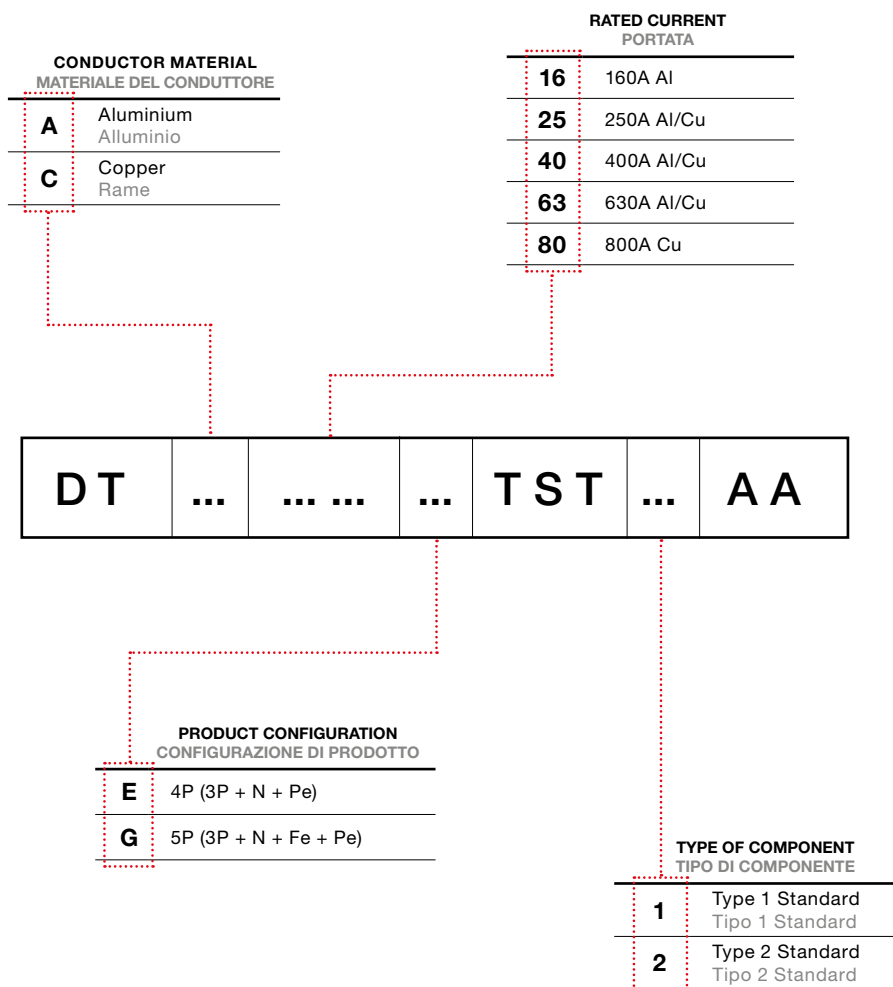 CONDUCTOR MATERIAL
MATERIALE DEL CONDUTTORE
A Aluminium
Alluminio
C Copper
Rame
RATED CURRENT
PORTATA
16 160A Al
25 250A Al/Cu
40 400A Al/Cu
63 630A Al/Cu
80 800A Cu
D T ... ... ... ... T S T ... A A
PRODUCT CONFIGURATION
CONFIGURAZIONE DI PRODOTTO
E 4P (3P + N + Pe)
G 5P (3P + N + Fe + Pe)
TYPE OF COMPONENT
TIPO DI COMPONENTE
1 Type 1 Standard
Tipo 1 Standard
2 Type 2 Standard
Tipo 2 Standard